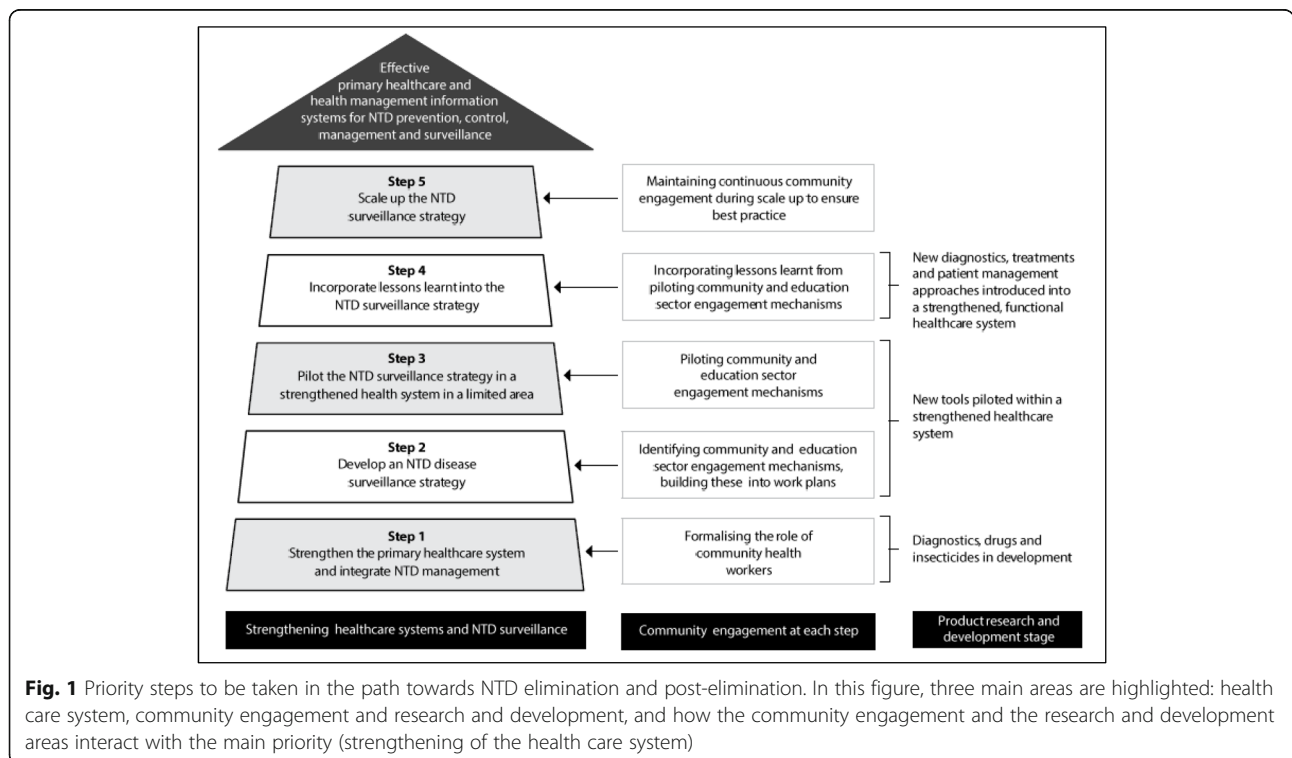 Effective
primary healthcare and
health management information
systems for NTD prevention, control,
management and surveillance
Step 5
Scale up the NTD
surveillance strategy
Maintaining continuous community
engagement during scale up to ensure
best practice
Step 4
Incorporate lessons learnt into the
NTD surveillance strategy
Incorporating lessons learnt from
piloting community and education
sector engagement mechanisms
New diagnostics, treatments
and patient management
approaches introduced into
a strengthened, functional
healthcare system
Step 3
Pilot the NTD surveillance strategy in a
strengthened health system in a limited area
Piloting community and
education sector
engagement mechanisms
New tools piloted within a
strengthened healthcare
system
Step 2
Develop an NTD disease
surveillance strategy
Identifying community and education
sector engagement mechanisms,
building these into work plans
Step 1
Strengthen the primary healthcare system
and integrate NTD management
Formalising the role of
community health
workers
Diagnostics, drugs and
insecticides in development
Strengthening healthcare systems and NTD surveillance
Community engagement at each step
Product research and
development stage
Fig. 1 Priority steps to be taken in the path towards NTD elimination and post-elimination. In this figure, three main areas are highlighted: health
care system, community engagement and research and development, and how the community engagement and the research and development
areas interact with the main priority (strengthening of the health care system)